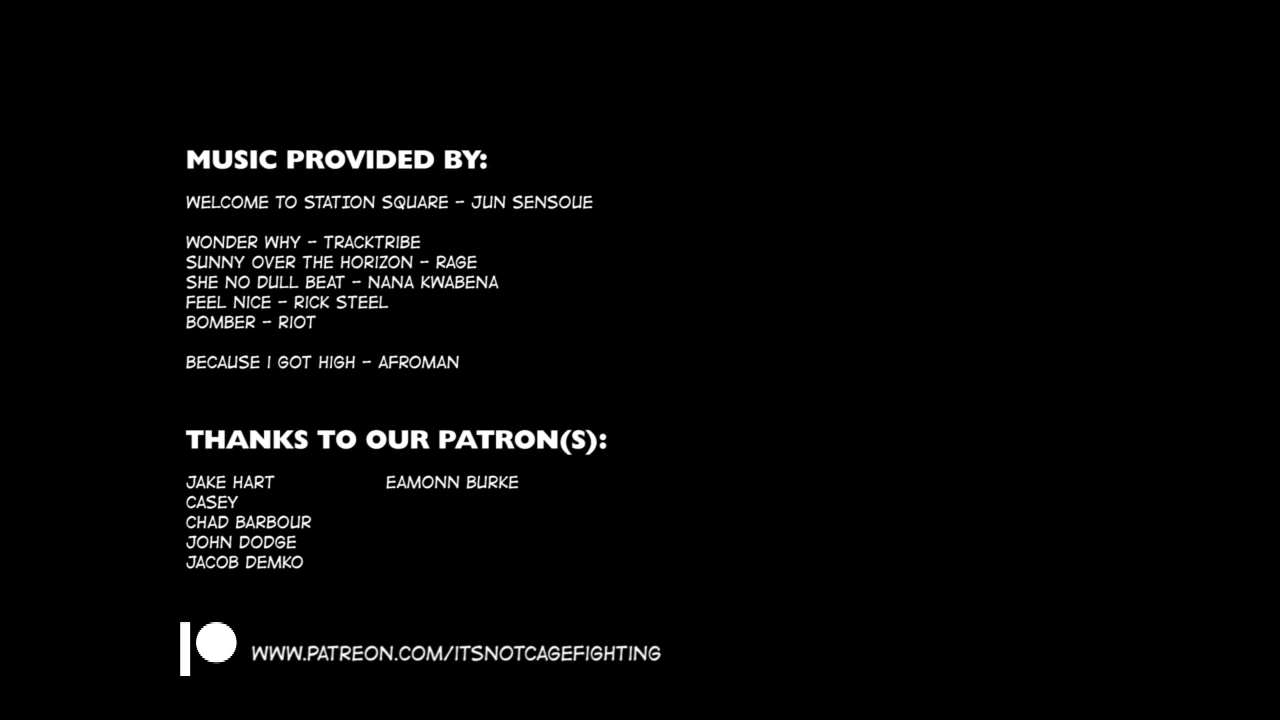 MUSIC PROVIDED BY:
WELCOME TO STATION SQUARE - JUN SENSOUE
WONDER WHY - TRACKTRIBE
SUNNY OVER THE HORIZON - RAGE
SHE NO DULL BEAT - NANA KWABENA
FEEL NICE - RICK STEEL
BOMBER - RIOT
BECAUSE I GOT HIGH - AFROMAN
THANKS TO OUR PATRON(S):
JAKE HART EAMONN BURKE
CASEY
CHAD BARBOUR
JOHN DODGE
JACOB DEMKO
WWW.PATREON.COM/ITSNOTCAGEFIGHTING